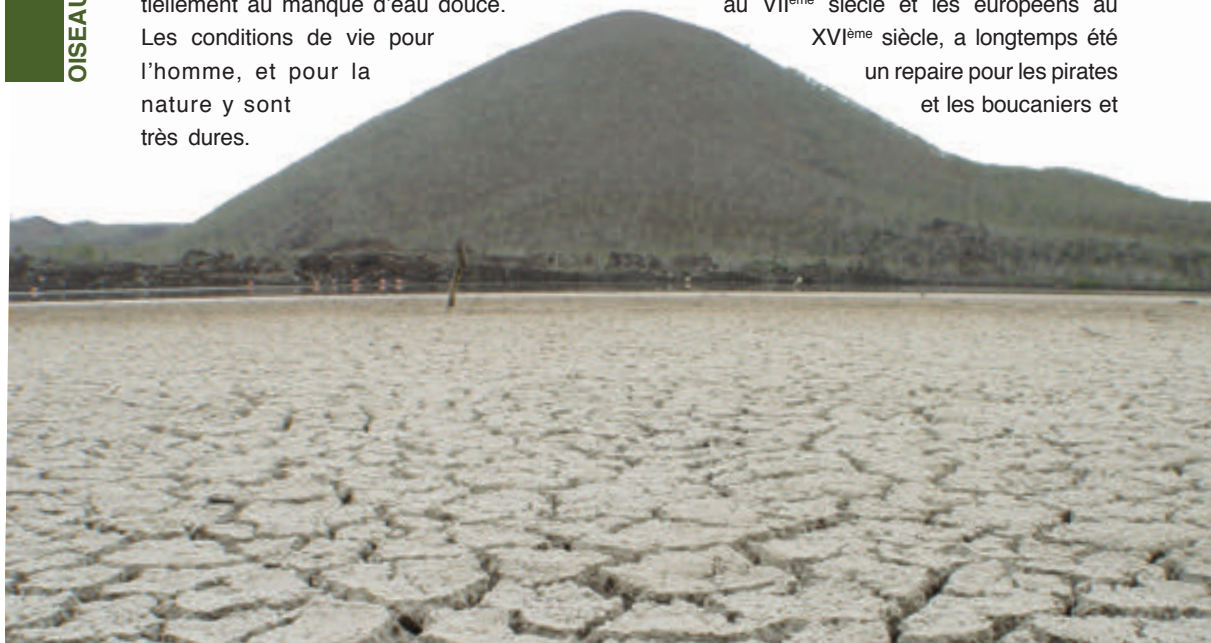 OISEAU
tiellement au manque d'eau douce.
Les conditions de vie pour
l'homme, et pour la
nature y sont
très dures.
au VIIème siècle et les européens au
XVIème siècle, a longtemps été
un repaire pour les pirates
et les boucaniers et